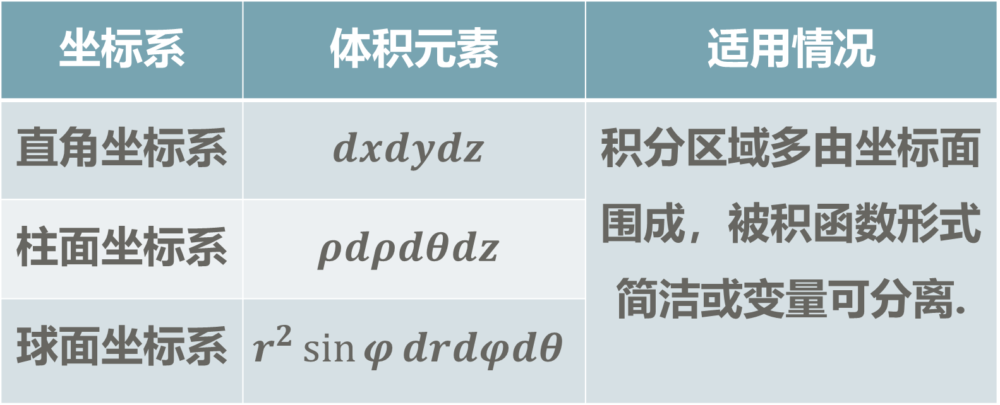 坐标系 体积元素 适用情况
直角坐标系 dxdydz 积分区域多由坐标面
围成，被积函数形式
柱面坐标系 ρdρdθdz
简洁或变量可分离.
球面坐标系 r² sin φ drdφdθ